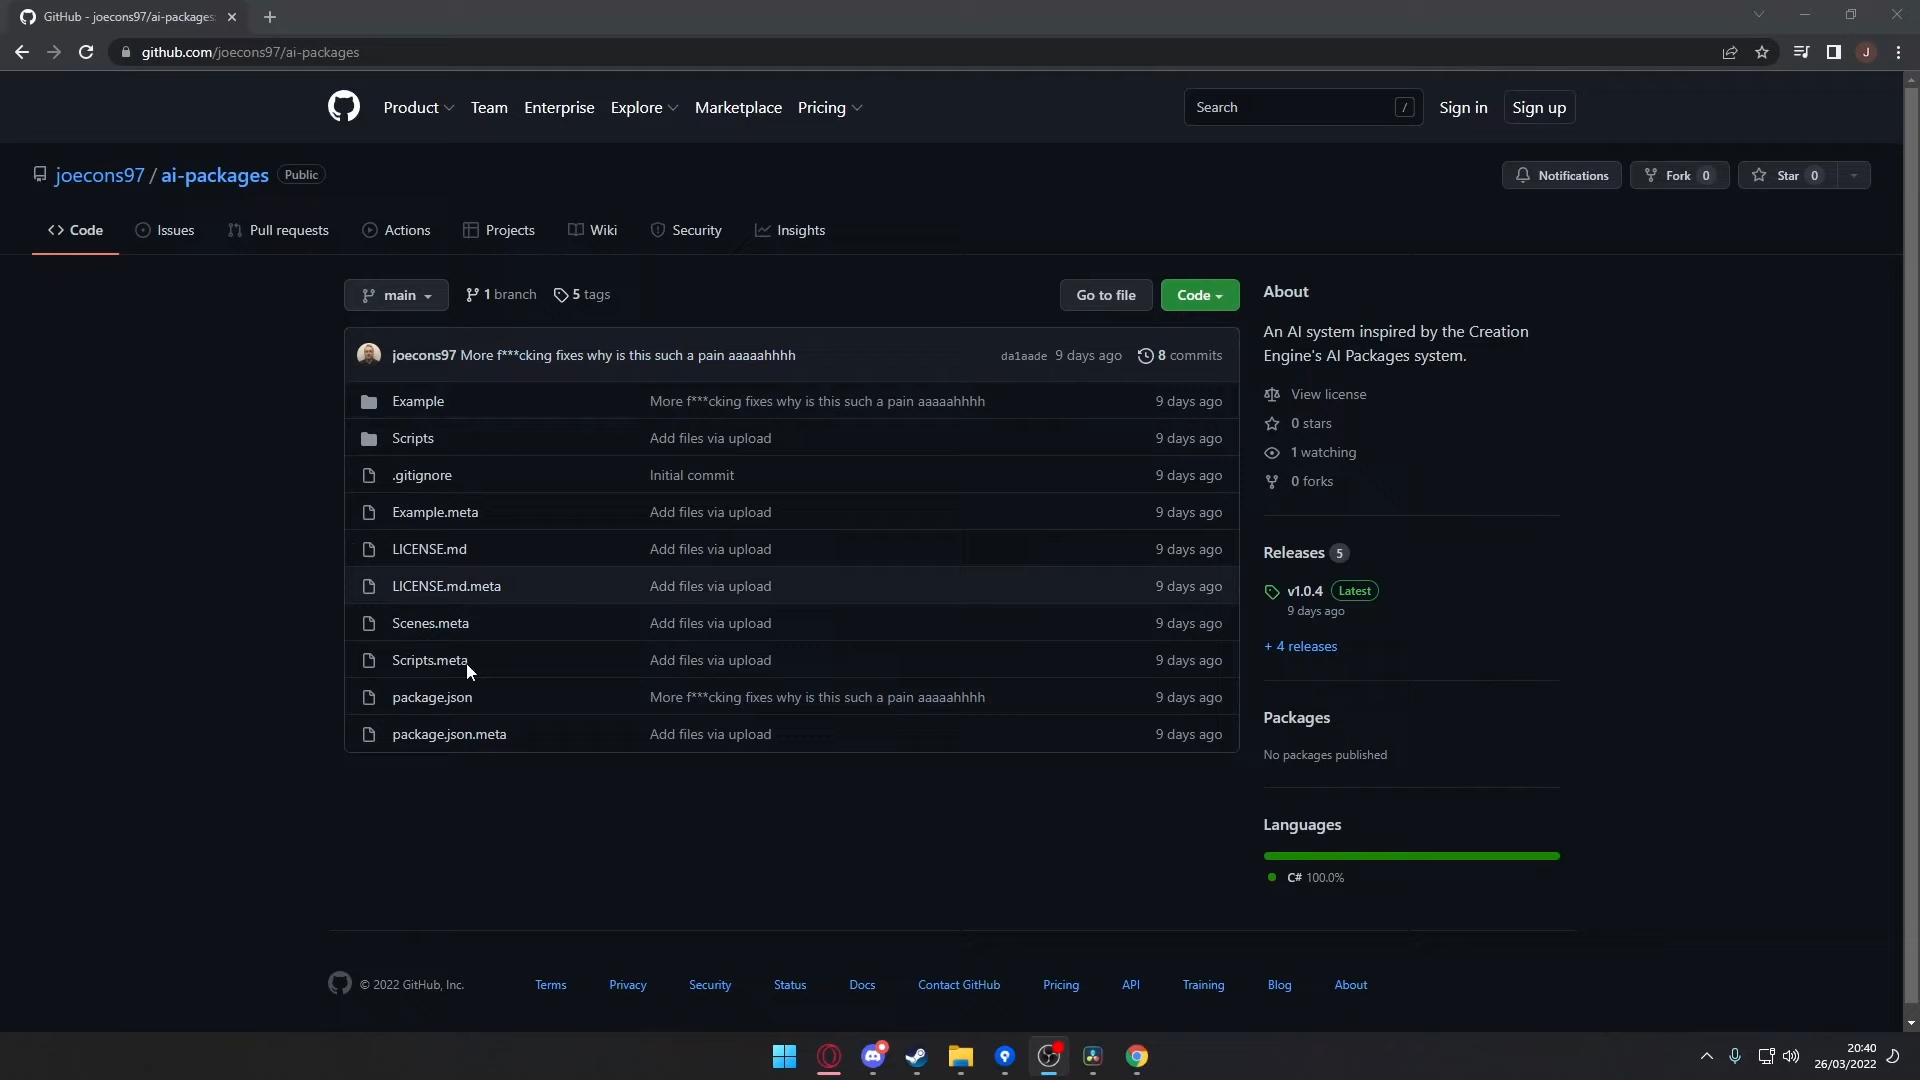 GitHub - joecons97/ai-packages:
github.com/joecons97/ai-packages
J
Product Team Enterprise Explore Marketplace Pricing
Search /
Sign in
Sign up
joecons97 / ai-packages Public
Notifications
Fork 0
Star 0
Code
Issues
Pull requests
Actions
Projects
Wiki
Security
Insights
main
1 branch
5 tags
Go to file
Code
joecons97 More f***cking fixes why is this such a pain aaaaahhhh da1aade 9 days ago 8 commits
Example More f***cking fixes why is this such a pain aaaaahhhh 9 days ago
Scripts Add files via upload 9 days ago
.gitignore Initial commit 9 days ago
Example.meta Add files via upload 9 days ago
LICENSE.md Add files via upload 9 days ago
LICENSE.md.meta Add files via upload 9 days ago
Scenes.meta Add files via upload 9 days ago
Scripts.meta Add files via upload 9 days ago
package.json More f***cking fixes why is this such a pain aaaaahhhh 9 days ago
package.json.meta Add files via upload 9 days ago
About
An AI system inspired by the Creation
Engine's AI Packages system.
View license
0 stars
1 watching
0 forks
Releases 5
v1.0.4 Latest
9 days ago
+ 4 releases
Packages
No packages published
Languages
C# 100.0%
© 2022 GitHub, Inc.
Terms
Privacy
Security
Status
Docs
Contact GitHub
Pricing
API
Training
Blog
About
20:40
26/03/2022